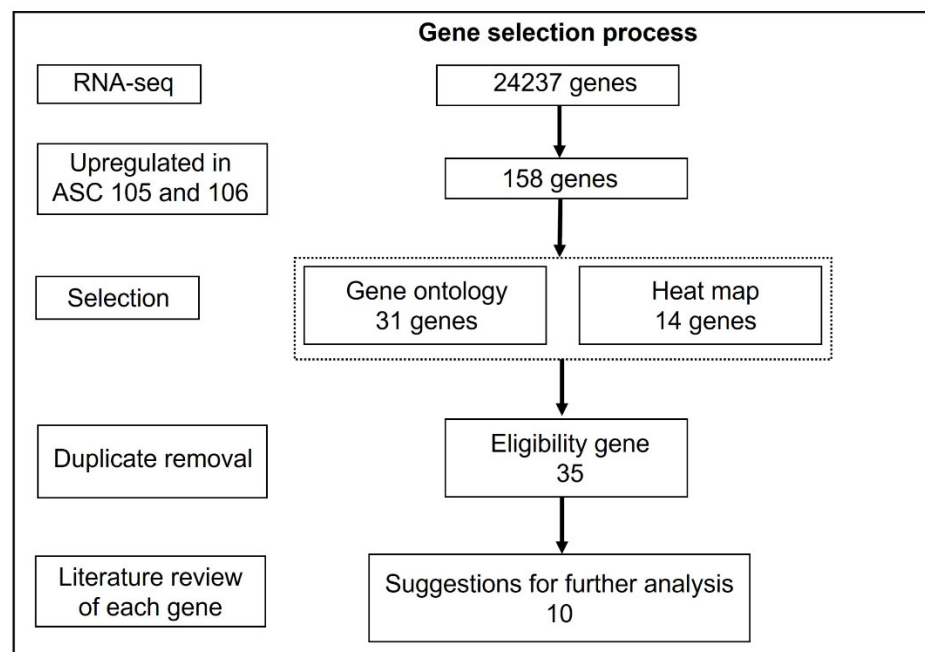 Gene selection process
RNA-seq
24237 genes
Upregulated in
ASC 105 and 106
158 genes
Selection
Gene ontology
31 genes
Heat map
14 genes
Duplicate removal
Eligibility gene
35
Literature review
of each gene
Suggestions for further analysis
10